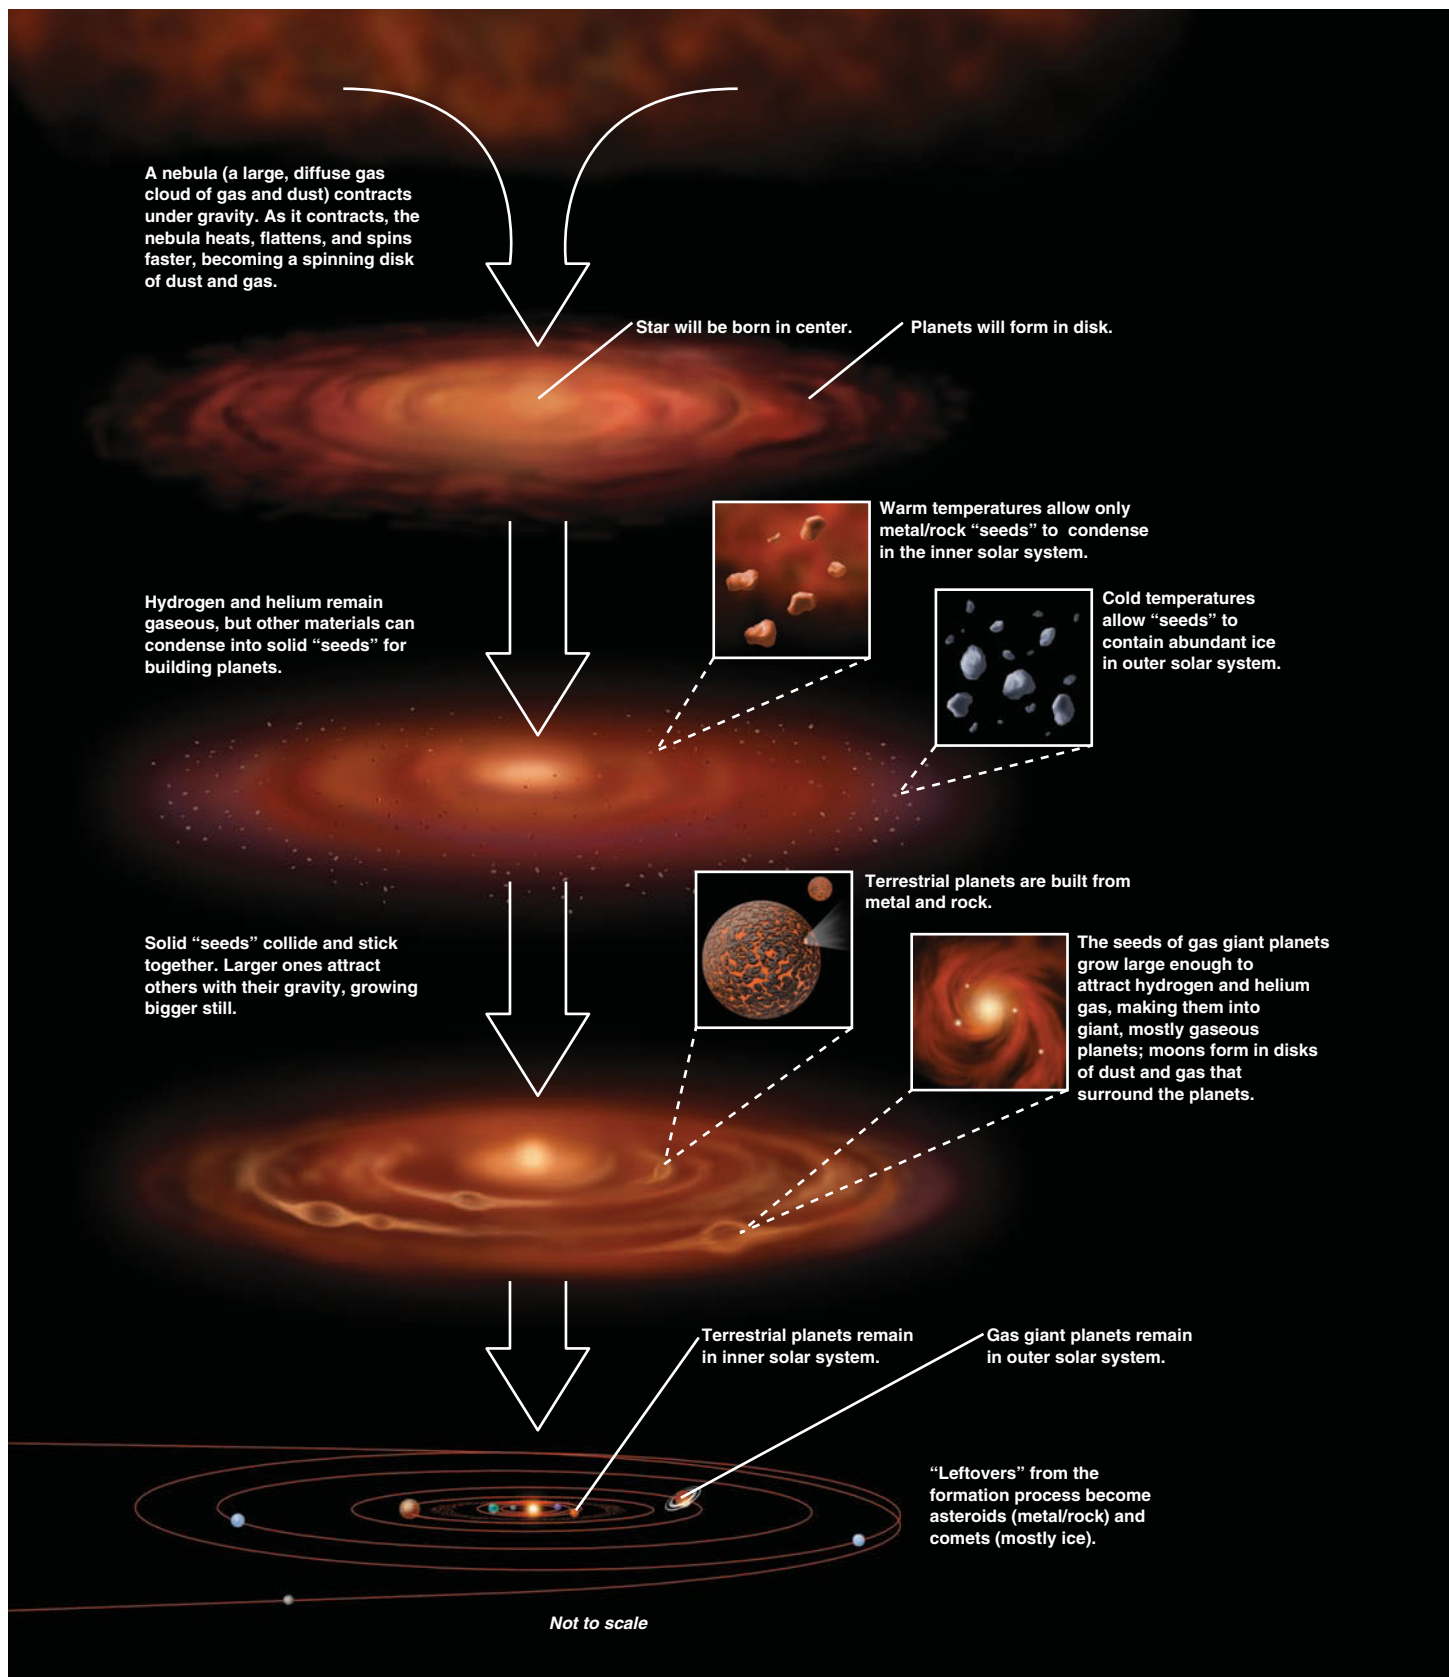 A nebula (a large, diffuse gas
cloud of gas and dust) contracts
under gravity. As it contracts, the
nebula heats, flattens, and spins
faster, becoming a spinning disk
of dust and gas.
Star will be born in center.
Planets will form in disk.
Warm temperatures allow only
metal/rock “seeds” to condense
in the inner solar system.
Hydrogen and helium remain
gaseous, but other materials can
condense into solid “seeds” for
building planets.
Cold temperatures
allow “seeds” to
contain abundant ice
in outer solar system.
Terrestrial planets are built from
metal and rock.
Solid “seeds” collide and stick
together. Larger ones attract
others with their gravity, growing
bigger still.
The seeds of gas giant planets
grow large enough to
attract hydrogen and helium
gas, making them into
giant, mostly gaseous
planets; moons form in disks
of dust and gas that
surround the planets.
Terrestrial planets remain
in inner solar system.
Gas giant planets remain
in outer solar system.
“Leftovers” from the
formation process become
asteroids (metal/rock) and
comets (mostly ice).
Not to scale